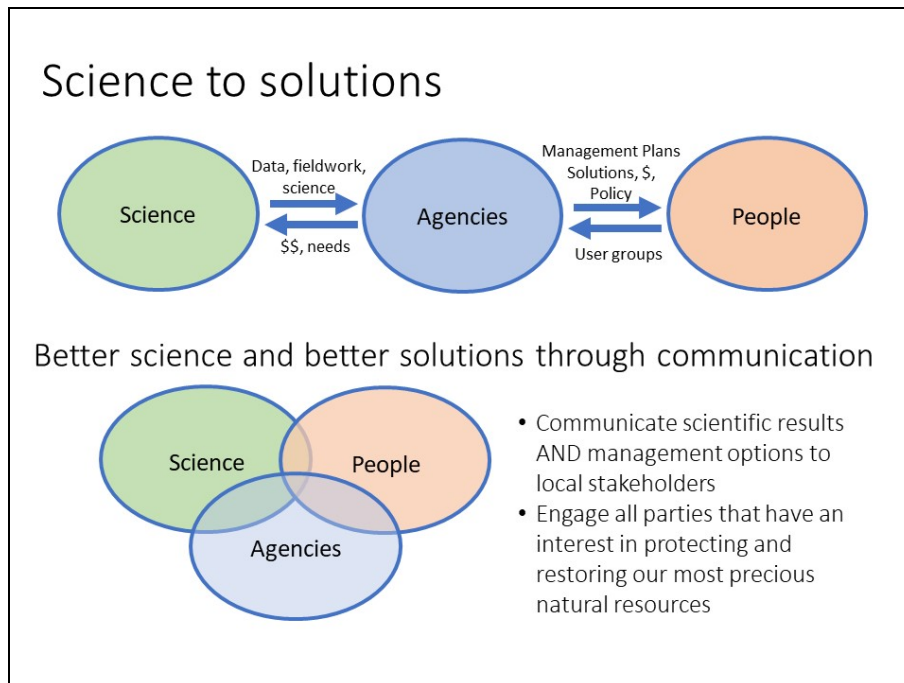 Science to solutions
Science
Data, fieldwork,
science
$$, needs
Agencies
Management Plans
Solutions, $,
Policy
User groups
People
Better science and better solutions through communication
Science
People
Agencies
• Communicate scientific results
AND management options to
local stakeholders
• Engage all parties that have an
interest in protecting and
restoring our most precious
natural resources